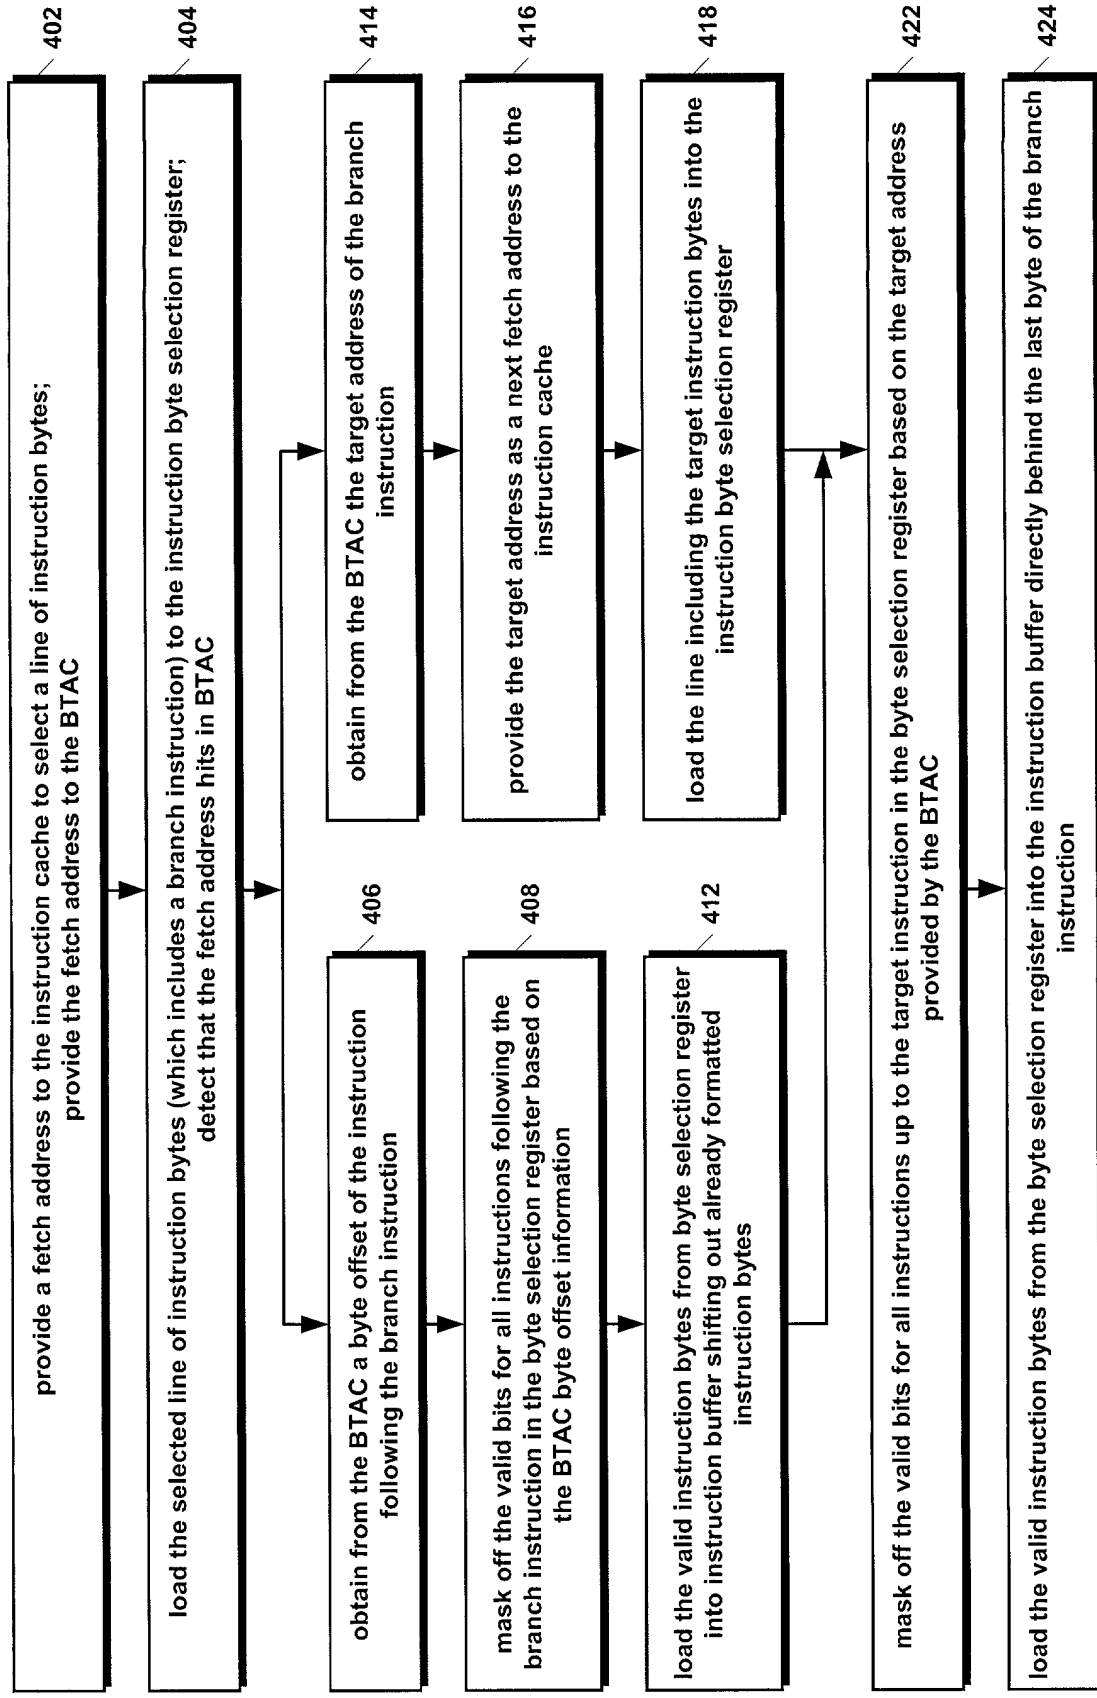 402
provide a fetch address to the instruction cache to select a line of instruction bytes;
provide the fetch address to the BTAC
404
load the selected line of instruction bytes (which includes a branch instruction) to the instruction byte selection register;
detect that the fetch address hits in BTAC
406
obtain from the BTAC a byte offset of the instruction
following the branch instruction
408
mask off the valid bits for all instructions following the
branch instruction in the byte selection register based on
the BTAC byte offset information
412
load the valid instruction bytes from byte selection register
into instruction buffer shifting out already formatted
instruction bytes
414
obtain from the BTAC the target address of the branch
instruction
416
provide the target address as a next fetch address to the
instruction cache
418
load the line including the target instruction bytes into the
instruction byte selection register
422
mask off the valid bits for all instructions up to the target instruction in the byte selection register based on the target address
provided by the BTAC
424
load the valid instruction bytes from the byte selection register into the instruction buffer directly behind the last byte of the branch
instruction